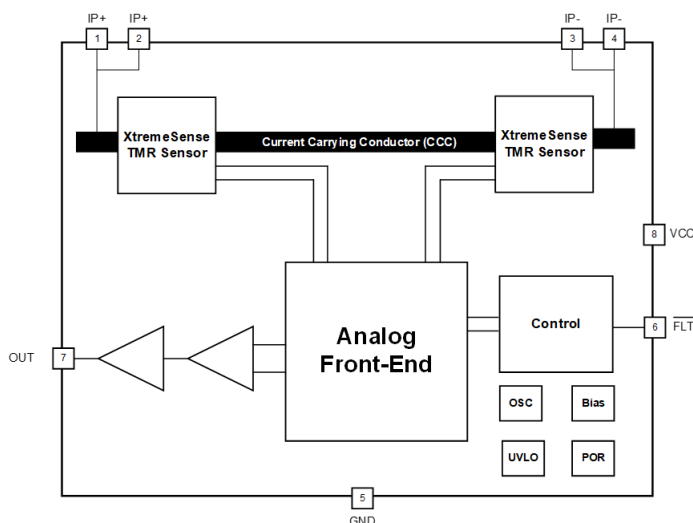 IP+ IP+ IP- IP-
1 2 3 4
XtremeSense
TMR Sensor
Current Carrying Conductor (CCC)
XtremeSense
TMR Sensor
8 VCC
Analog
Front-End
Control
6 FLT
OUT 7
OSC Bias
UVLO POR
5
GND